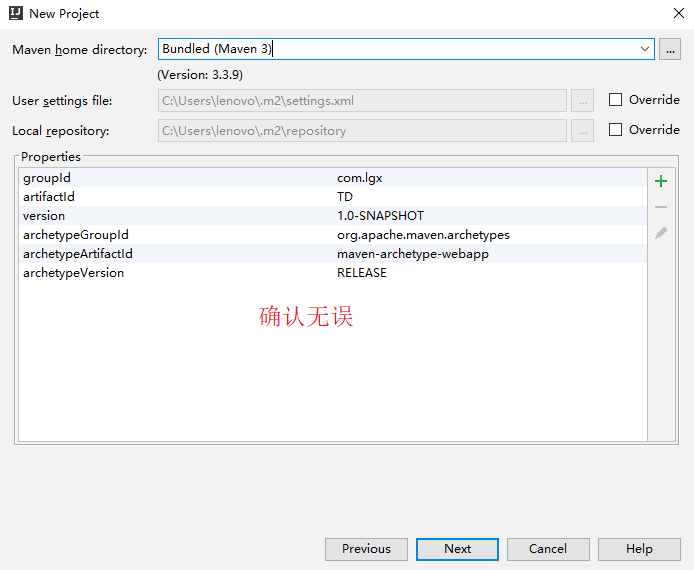 New Project
Maven home directory: Bundled (Maven 3) ...
(Version: 3.3.9)
User settings file: C:\Users\lenovo\.m2\settings.xml ... Override
Local repository: C:\Users\lenovo\.m2\repository ... Override
Properties
groupId com.lgx
artifactId TD
version 1.0-SNAPSHOT
archetypeGroupId org.apache.maven.archetypes
archetypeArtifactId maven-archetype-webapp
archetypeVersion RELEASE
确认无误
Previous Next Cancel Help